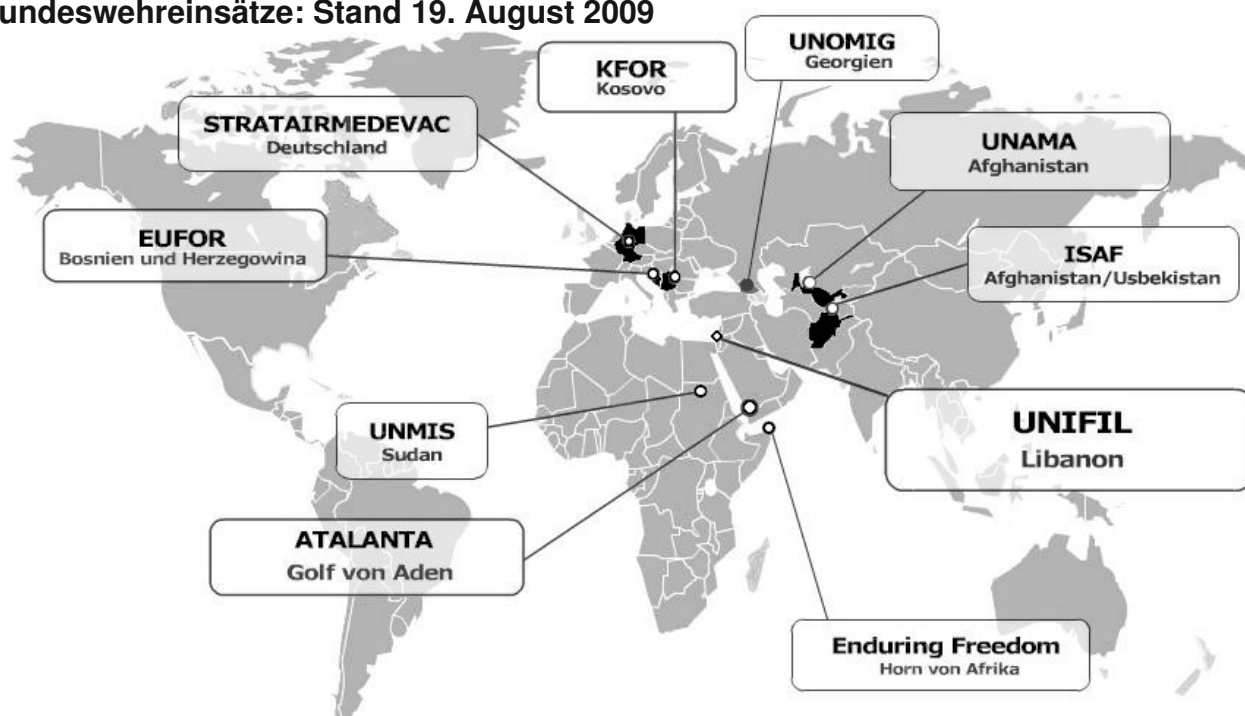 undeswehreinsätze: Stand 19. August 2009
UNOMIG
Georgien
KFOR
Kosovo
STRATAIRMEDEVAC
Deutschland
UNAMA
Afghanistan
EUFOR
Bosnien und Herzegowina
ISAF
Afghanistan/Usbekistan
UNIFIL
Libanon
UNMIS
Sudan
ATALANTA
Golf von Aden
Enduring Freedom
Horn von Afrika